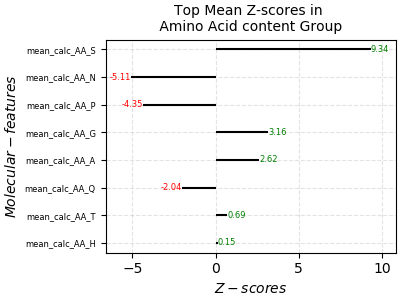 Top Mean Z-scores in
Amino Acid content Group
mean_calc_AA_S 9.34
mean_calc_AA_N -5.11
mean_calc_AA_P -4.35
mean_calc_AA_G 3.16
mean_calc_AA_A 2.62
mean_calc_AA_Q -2.04
mean_calc_AA_T 0.69
mean_calc_AA_H 0.15
Molecular − features
−5 0 5 10
Z − scores